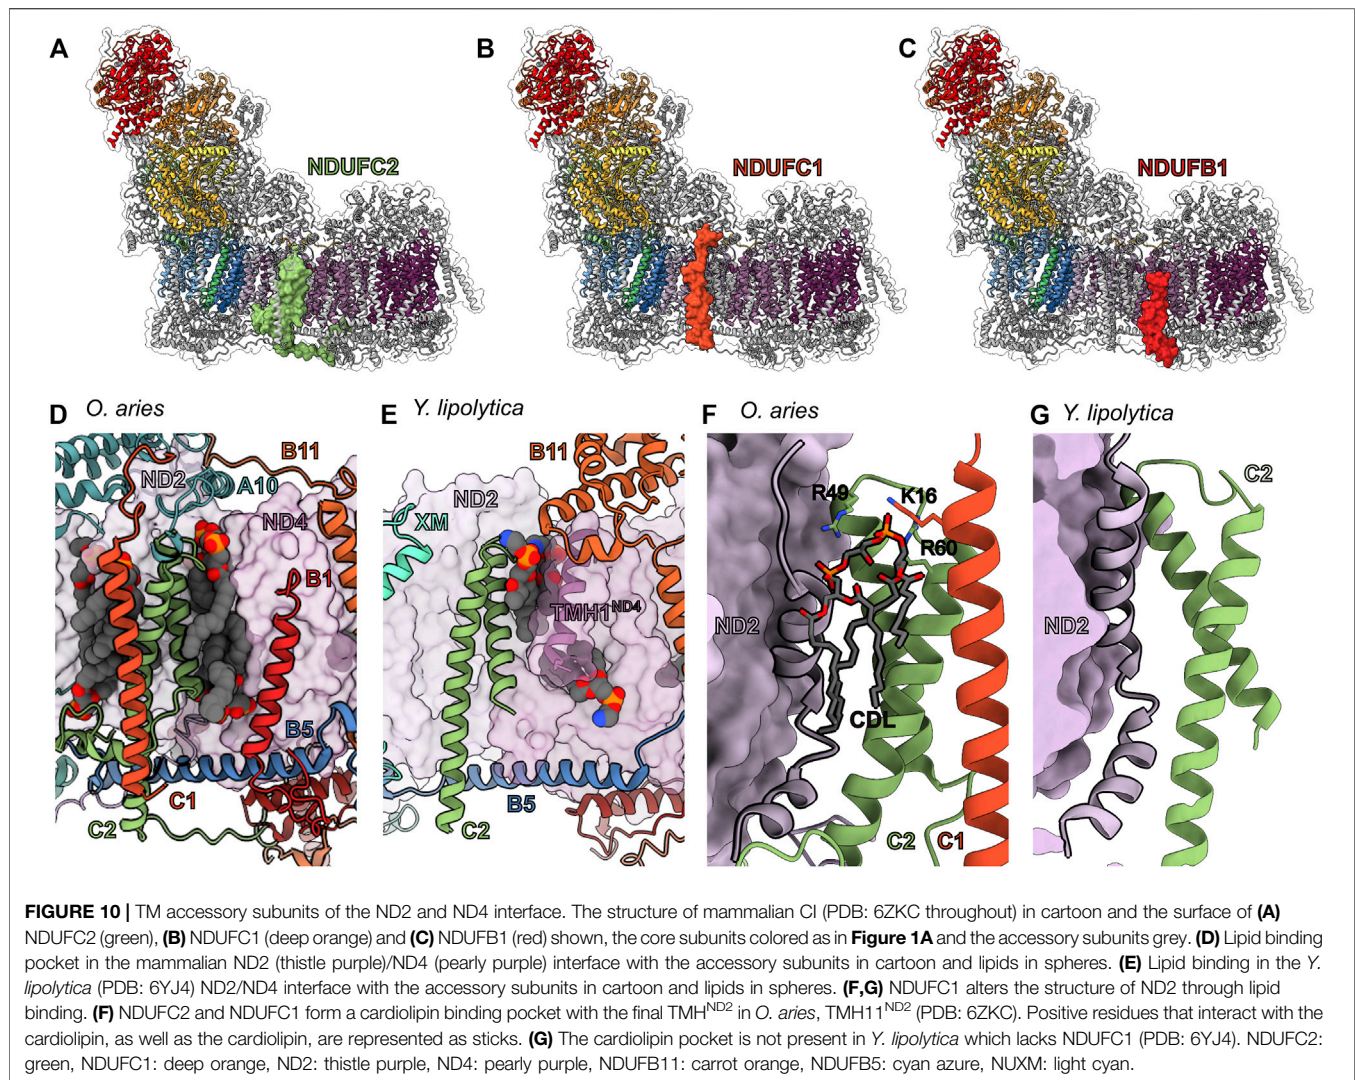 A
B
C
NDUFC2
NDUFC1
NDUFB1
D O. aries
E Y. lipolytica
F O. aries
G Y. lipolytica
B11
ND2
A10
ND4
B1
B5
C1
C2
B11
ND2
XM
TMH1ND4
B5
C2
R49
K16
R60
ND2
CDL
C2
C1
C2
ND2
FIGURE 10 | TM accessory subunits of the ND2 and ND4 interface. The structure of mammalian CI (PDB: 6ZKC throughout) in cartoon and the surface of (A)
NDUFC2 (green), (B) NDUFC1 (deep orange) and (C) NDUFB1 (red) shown, the core subunits colored as in Figure 1A and the accessory subunits grey. (D) Lipid binding
pocket in the mammalian ND2 (thistle purple)/ND4 (pearly purple) interface with the accessory subunits in cartoon and lipids in spheres. (E) Lipid binding in the Y.
lipolytica (PDB: 6YJ4) ND2/ND4 interface with the accessory subunits in cartoon and lipids in spheres. (F,G) NDUFC1 alters the structure of ND2 through lipid
binding. (F) NDUFC2 and NDUFC1 form a cardiolipin binding pocket with the final TMHND2 in O. aries, TMH11ND2 (PDB: 6ZKC). Positive residues that interact with the
cardiolipin, as well as the cardiolipin, are represented as sticks. (G) The cardiolipin pocket is not present in Y. lipolytica which lacks NDUFC1 (PDB: 6YJ4). NDUFC2:
green, NDUFC1: deep orange, ND2: thistle purple, ND4: pearly purple, NDUFB11: carrot orange, NDUFB5: cyan azure, NUXM: light cyan.